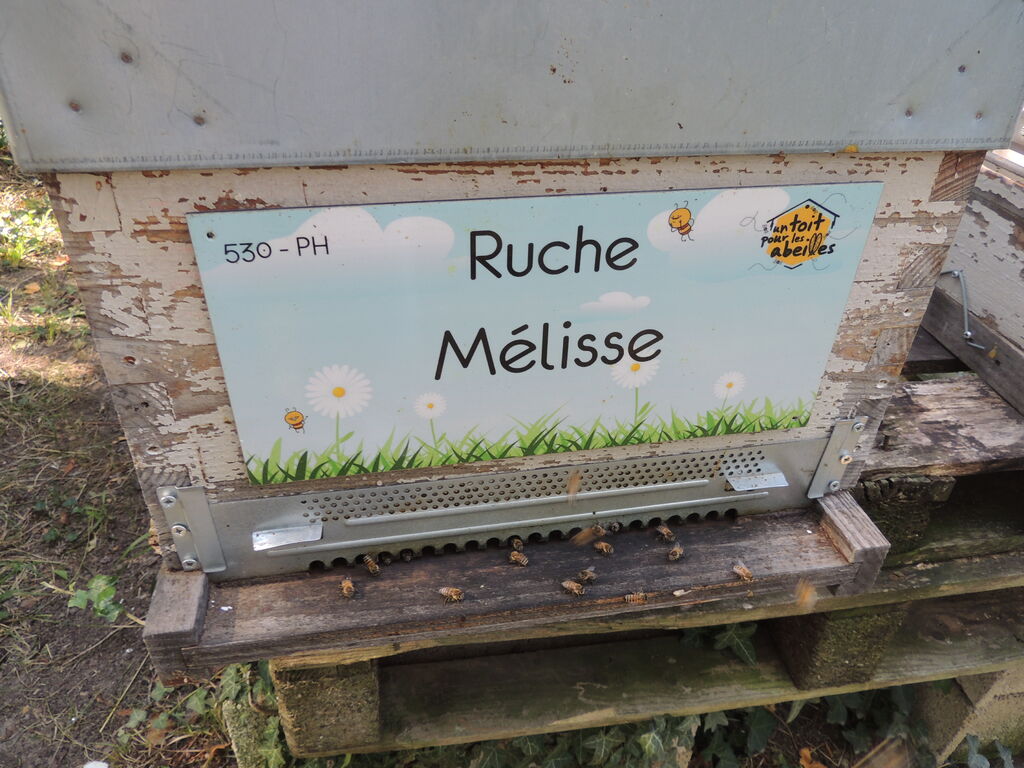 530 - PH
Ruche
Mélisse
un toit
pour les
abeilles